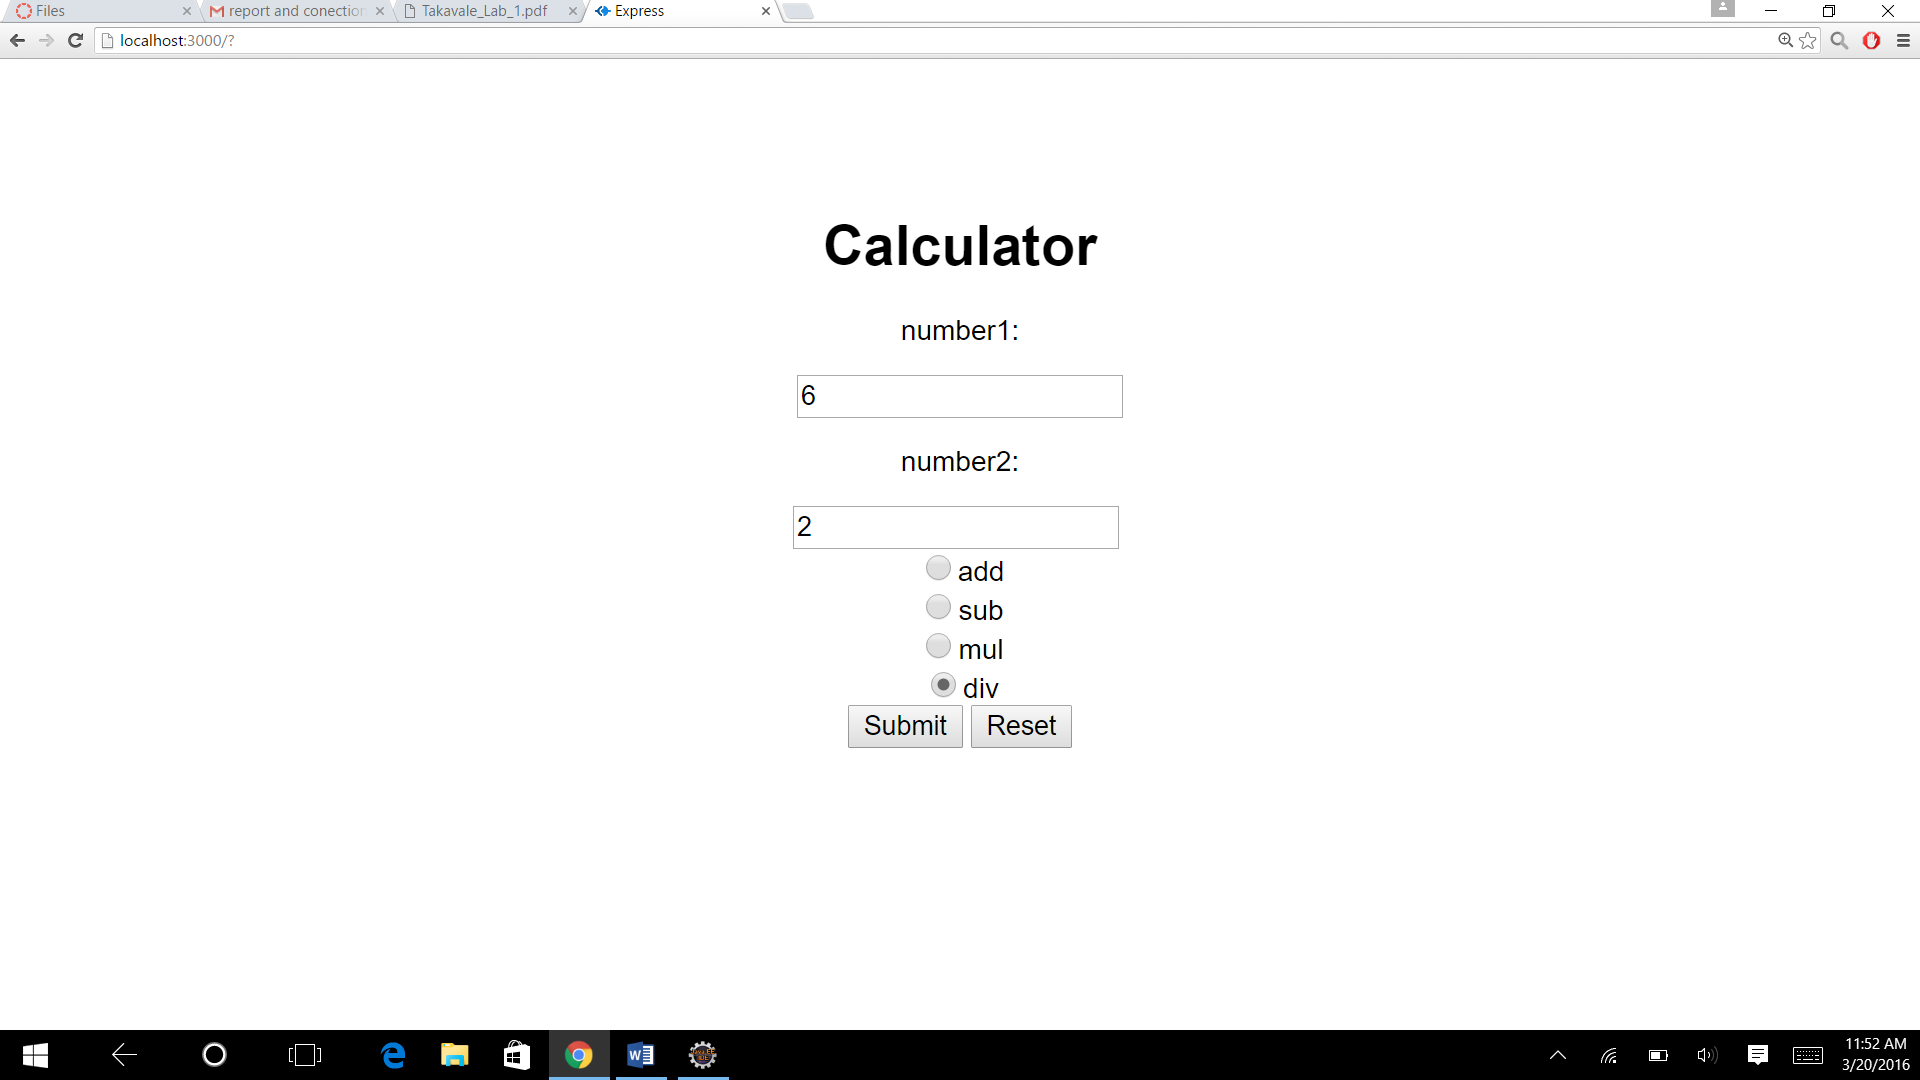 Files
report and conection
Takavale_Lab_1.pdf
Express
localhost:3000/?
Calculator
number1:
6
number2:
2
add
sub
mul
div
Submit Reset
11:52 AM
3/20/2016